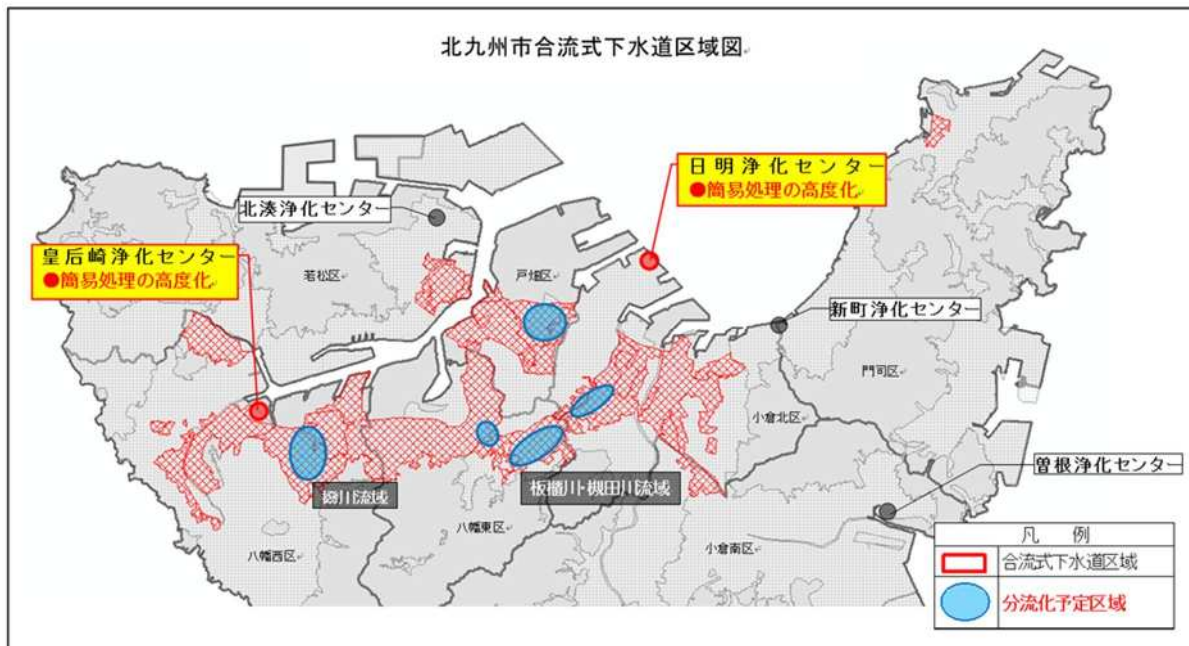 北九州市合流式下水道区域図
日明浄化センター
●簡易処理の高度化
北湊浄化センター
皇后崎浄化センター
●簡易処理の高度化
若松区
戸畑区
新町浄化センター
門司区
小倉北区
曽根浄化センター
板櫃川・槻田川流域
八幡東区
八幡西区
小倉南区
凡 例
合流式下水道区域
分流化予定区域